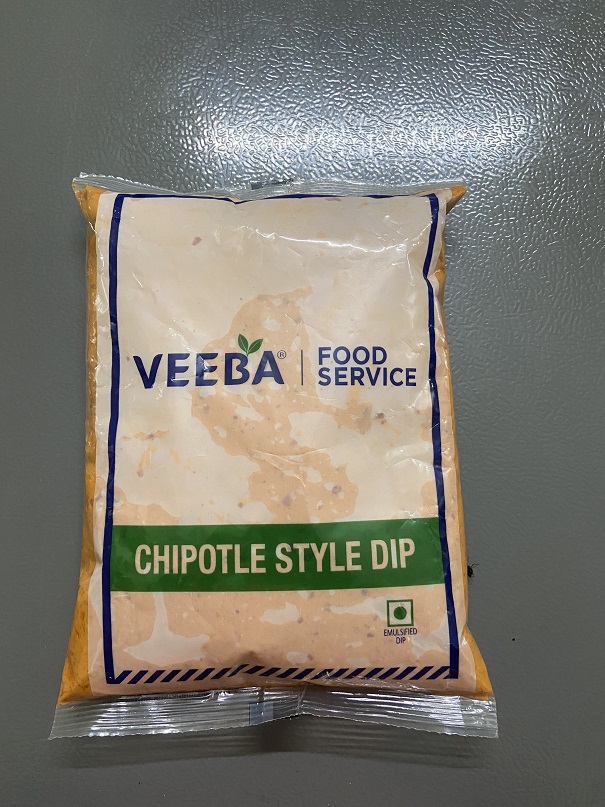 VEEBA® | FOOD
SERVICE
CHIPOTLE STYLE DIP
EMULSIFIED
DIP